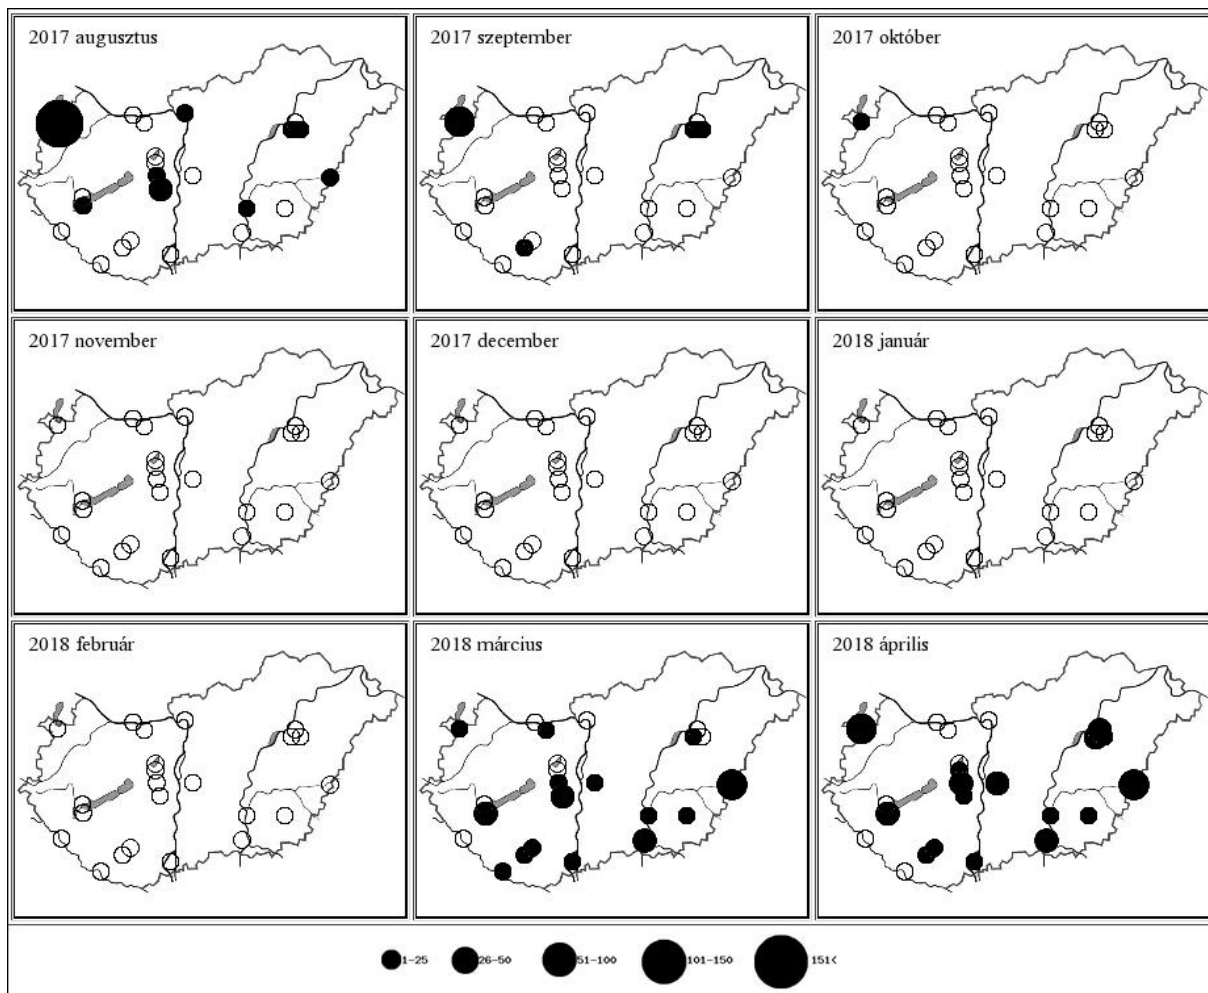 2017 augusztus
2017 szeptember
2017 október
2017 november
2017 december
2018 január
2018 február
2018 március
2018 április
1-25
26-50
51-100
101-150
151<